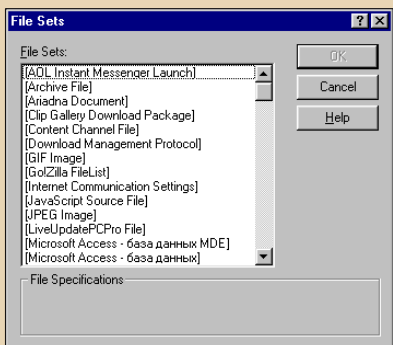 File Sets
File Sets:
[AOL Instant Messenger Launch]
[Archive File]
[Ariadna Document]
[Clip Gallery Download Package]
[Content Channel File]
[Download Management Protocol]
[GIF Image]
[Go!Zilla FileList]
[Internet Communication Settings]
[JavaScript Source File]
[JPEG Image]
[LiveUpdatePCPro File]
[Microsoft Access - база данных MDE]
[Microsoft Access - база данных]
OK
Cancel
Help
File Specifications